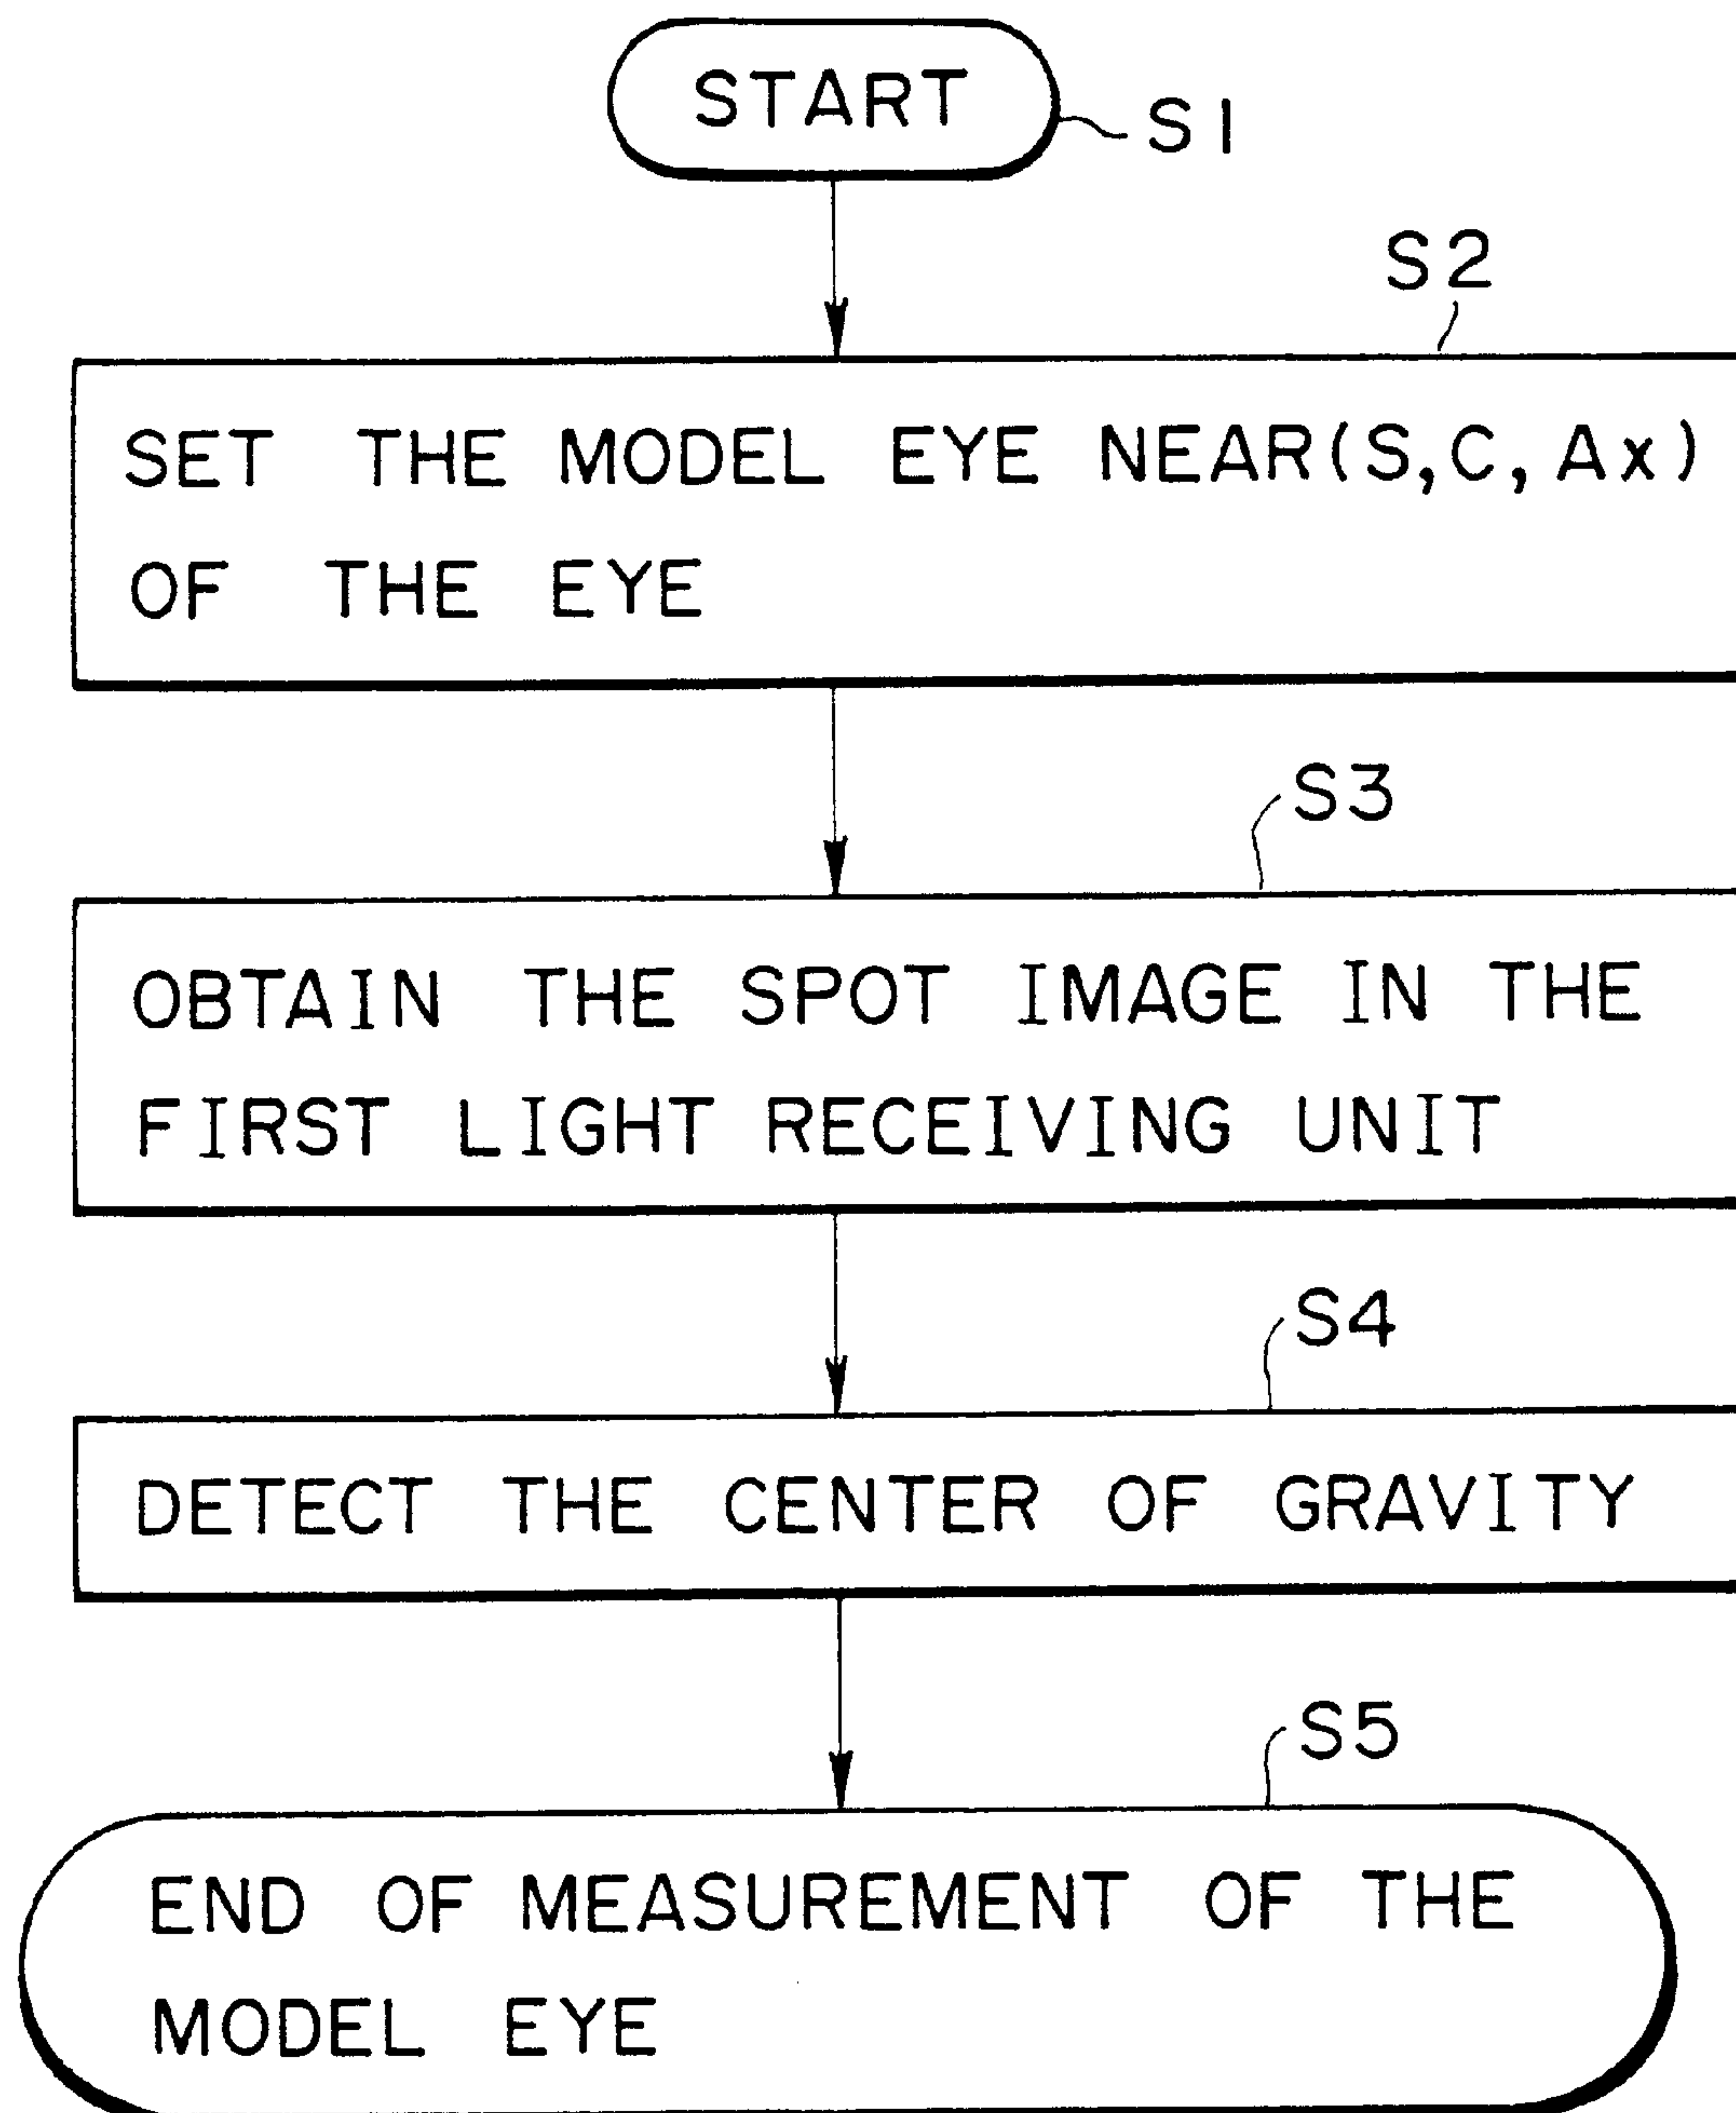 START
S1
S2
SET THE MODEL EYE NEAR(S,C,Ax)
OF THE EYE
S3
OBTAIN THE SPOT IMAGE IN THE
FIRST LIGHT RECEIVING UNIT
S4
DETECT THE CENTER OF GRAVITY
S5
END OF MEASUREMENT OF THE
MODEL EYE